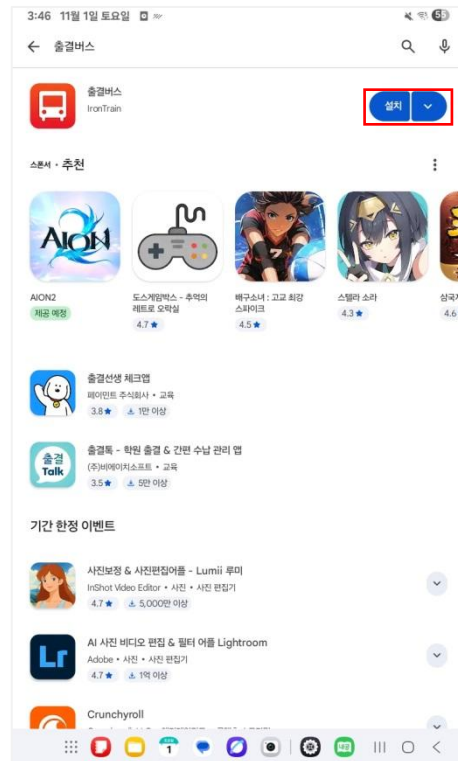 3:46 11월 1일 토요일
55
출결버스
출결버스
IronTrain
설치
스폰서 · 추천
AION 2
AION2
제공 예정
도스게임박스 - 추억의
레트로 오락실
4.7 ★
배구소녀 : 고교 최강
스파이크
4.5 ★
스텔라 소라
4.3 ★
4.6
출결선생 체크앱
페이민트 주식회사 • 교육
3.8 ★ 1만 이상
출결
Talk
출결톡 - 학원 출결 & 간편 수납 관리 앱
(주)비에이치소프트 • 교육
3.5 ★ 5만 이상
기간 한정 이벤트
사진보정 & 사진편집어플 - Lumii 루미
InShot Video Editor • 사진 • 사진 편집기
4.7 ★ 5,000만 이상
Lr
AI 사진 비디오 편집 & 필터 어플 Lightroom
Adobe • 사진 • 사진 편집기
4.7 ★ 1억 이상
Crunchyroll
1